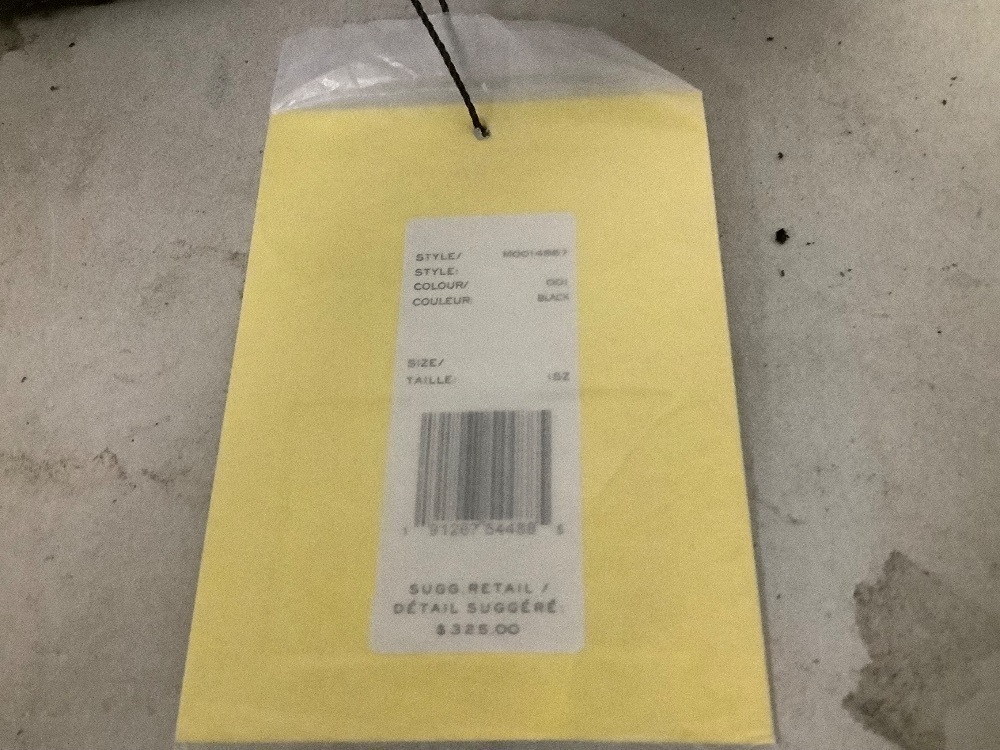 STYLE/ M0014867
STYLE:
COLOUR/ 001
COULEUR: BLACK
SIZE/
TAILLE: 1SZ
SUGG. RETAIL /
DÉTAIL SUGGÉRÉ:
$325.00